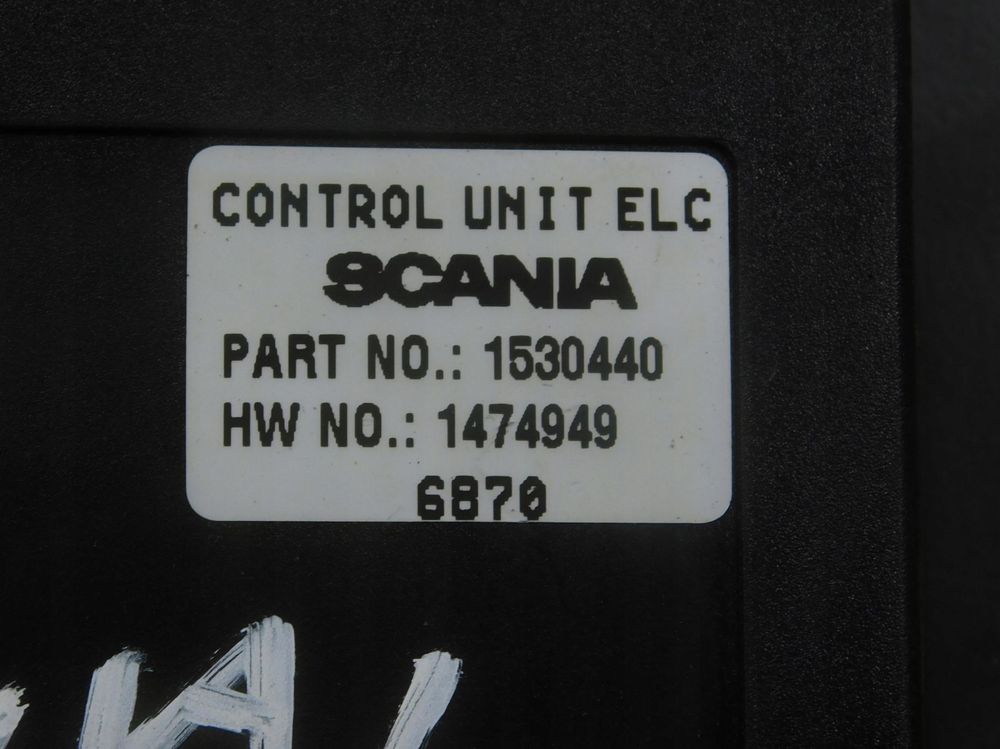 CONTROL UNIT ELC
SCANIA
PART NO.: 1530440
HW NO.: 1474949
6870